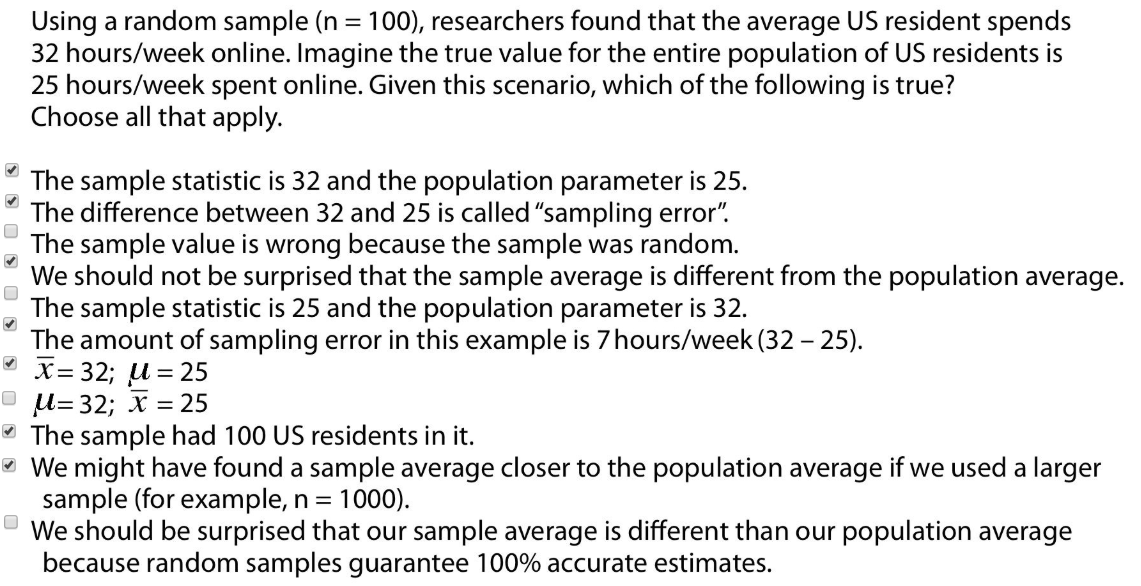 Using a random sample (n = 100), researchers found that the average US resident spends
32 hours/week online. Imagine the true value for the entire population of US residents is
25 hours/week spent online. Given this scenario, which of the following is true?
Choose all that apply.
The sample statistic is 32 and the population parameter is 25.
The difference between 32 and 25 is called “sampling error”.
The sample value is wrong because the sample was random.
We should not be surprised that the sample average is different from the population average.
The sample statistic is 25 and the population parameter is 32.
The amount of sampling error in this example is 7 hours/week (32 – 25).
x̅ = 32; μ = 25
μ = 32; x̅ = 25
The sample had 100 US residents in it.
We might have found a sample average closer to the population average if we used a larger
sample (for example, n = 1000).
We should be surprised that our sample average is different than our population average
because random samples guarantee 100% accurate estimates.